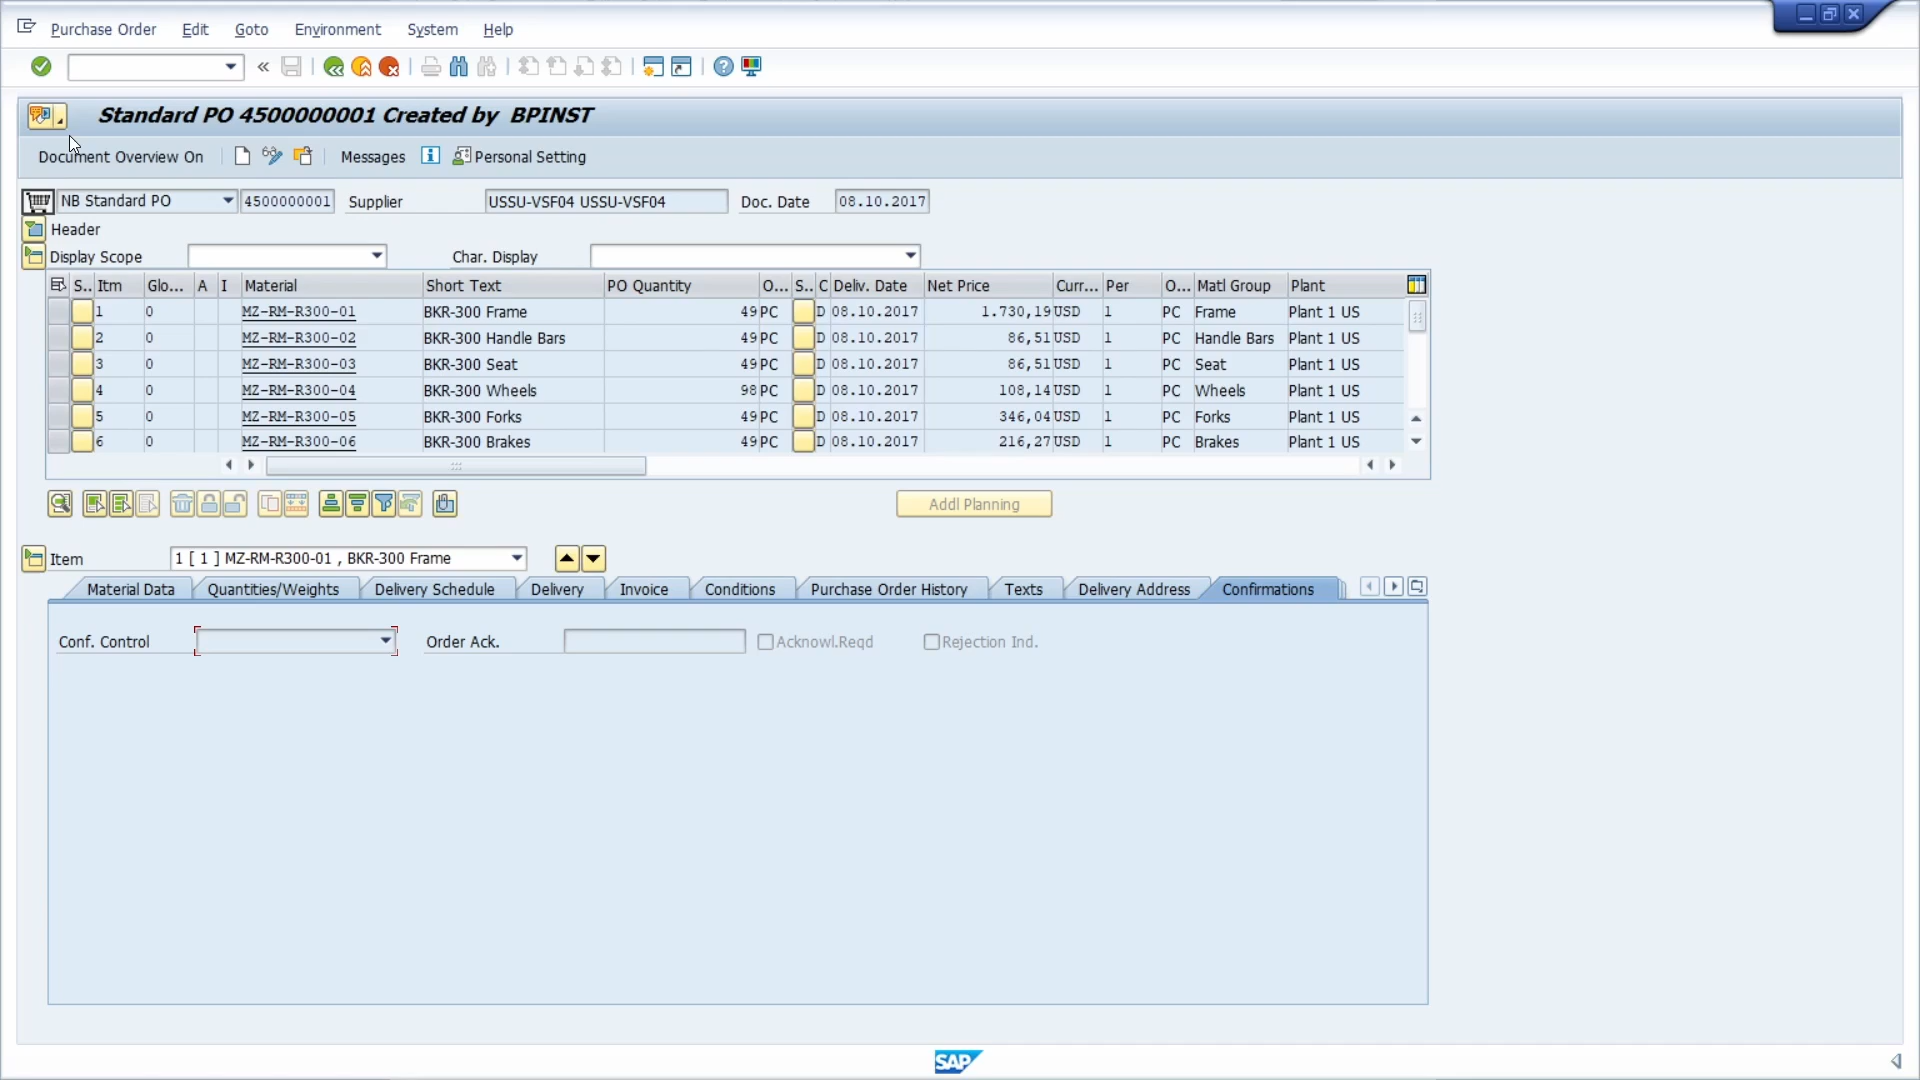 Purchase Order Edit Goto Environment System Help
Standard PO 4500000001 Created by BPINST
Document Overview On Messages Personal Setting
NB Standard PO 4500000001 Supplier USSU-VSF04 USSU-VSF04 Doc. Date 08.10.2017
Header
Display Scope Char. Display
S.. Itm Glo... A I Material Short Text PO Quantity O... S.. C Deliv. Date Net Price Curr... Per O... Matl Group Plant
1 0 MZ-RM-R300-01 BKR-300 Frame 49 PC D 08.10.2017 1.730,19 USD 1 PC Frame Plant 1 US
2 0 MZ-RM-R300-02 BKR-300 Handle Bars 49 PC D 08.10.2017 86,51 USD 1 PC Handle Bars Plant 1 US
3 0 MZ-RM-R300-03 BKR-300 Seat 49 PC D 08.10.2017 86,51 USD 1 PC Seat Plant 1 US
4 0 MZ-RM-R300-04 BKR-300 Wheels 98 PC D 08.10.2017 108,14 USD 1 PC Wheels Plant 1 US
5 0 MZ-RM-R300-05 BKR-300 Forks 49 PC D 08.10.2017 346,04 USD 1 PC Forks Plant 1 US
6 0 MZ-RM-R300-06 BKR-300 Brakes 49 PC D 08.10.2017 216,27 USD 1 PC Brakes Plant 1 US
Addl Planning
Item 1 [ 1 ] MZ-RM-R300-01 , BKR-300 Frame
Material Data Quantities/Weights Delivery Schedule Delivery Invoice Conditions Purchase Order History Texts Delivery Address Confirmations
Conf. Control Order Ack. Acknowl.Reqd Rejection Ind.
SAP